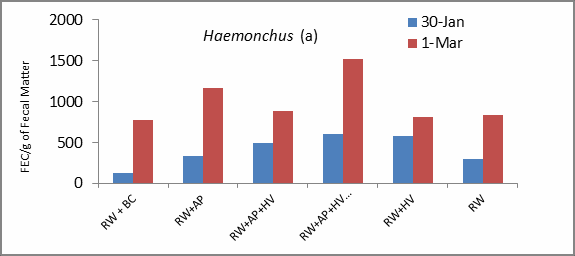 Haemonchus (a)
30-Jan
1-Mar
FEC/g of Fecal Matter
2000
1500
1000
500
0
RW + BC
RW+AP
RW+AP+HV
RW+AP+HV...
RW+HV
RW